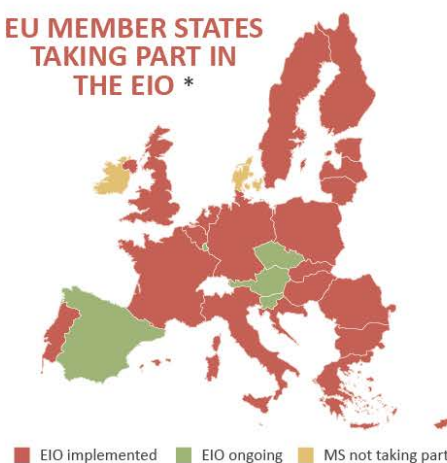 EU MEMBER STATES
TAKING PART IN
THE EIO *
EIO implemented EIO ongoing MS not taking part